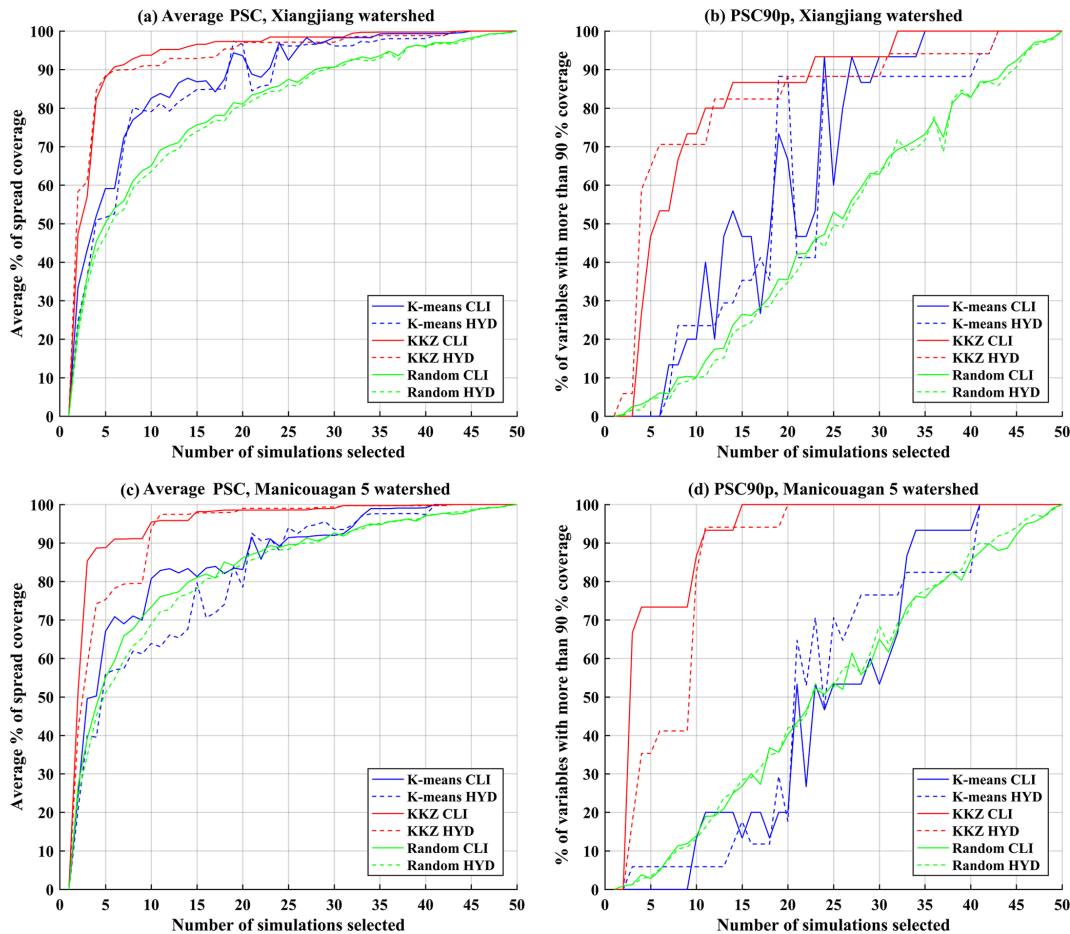 (a) Average PSC, Xiangjiang watershed
Average % of spread coverage
100
90
80
70
60
50
40
30
20
10
0
0 5 10 15 20 25 30 35 40 45 50
Number of simulations selected
K-means CLI
K-means HYD
KKZ CLI
KKZ HYD
Random CLI
Random HYD
(b) PSC90p, Xiangjiang watershed
% of variables with more than 90 % coverage
100
90
80
70
60
50
40
30
20
10
0
0 5 10 15 20 25 30 35 40 45 50
Number of simulations selected
K-means CLI
K-means HYD
KKZ CLI
KKZ HYD
Random CLI
Random HYD
(c) Average PSC, Manicouagan 5 watershed
Average % of spread coverage
100
90
80
70
60
50
40
30
20
10
0
0 5 10 15 20 25 30 35 40 45 50
Number of simulations selected
K-means CLI
K-means HYD
KKZ CLI
KKZ HYD
Random CLI
Random HYD
(d) PSC90p, Manicouagan 5 watershed
% of variables with more than 90 % coverage
100
90
80
70
60
50
40
30
20
10
0
0 5 10 15 20 25 30 35 40 45 50
Number of simulations selected
K-means CLI
K-means HYD
KKZ CLI
KKZ HYD
Random CLI
Random HYD